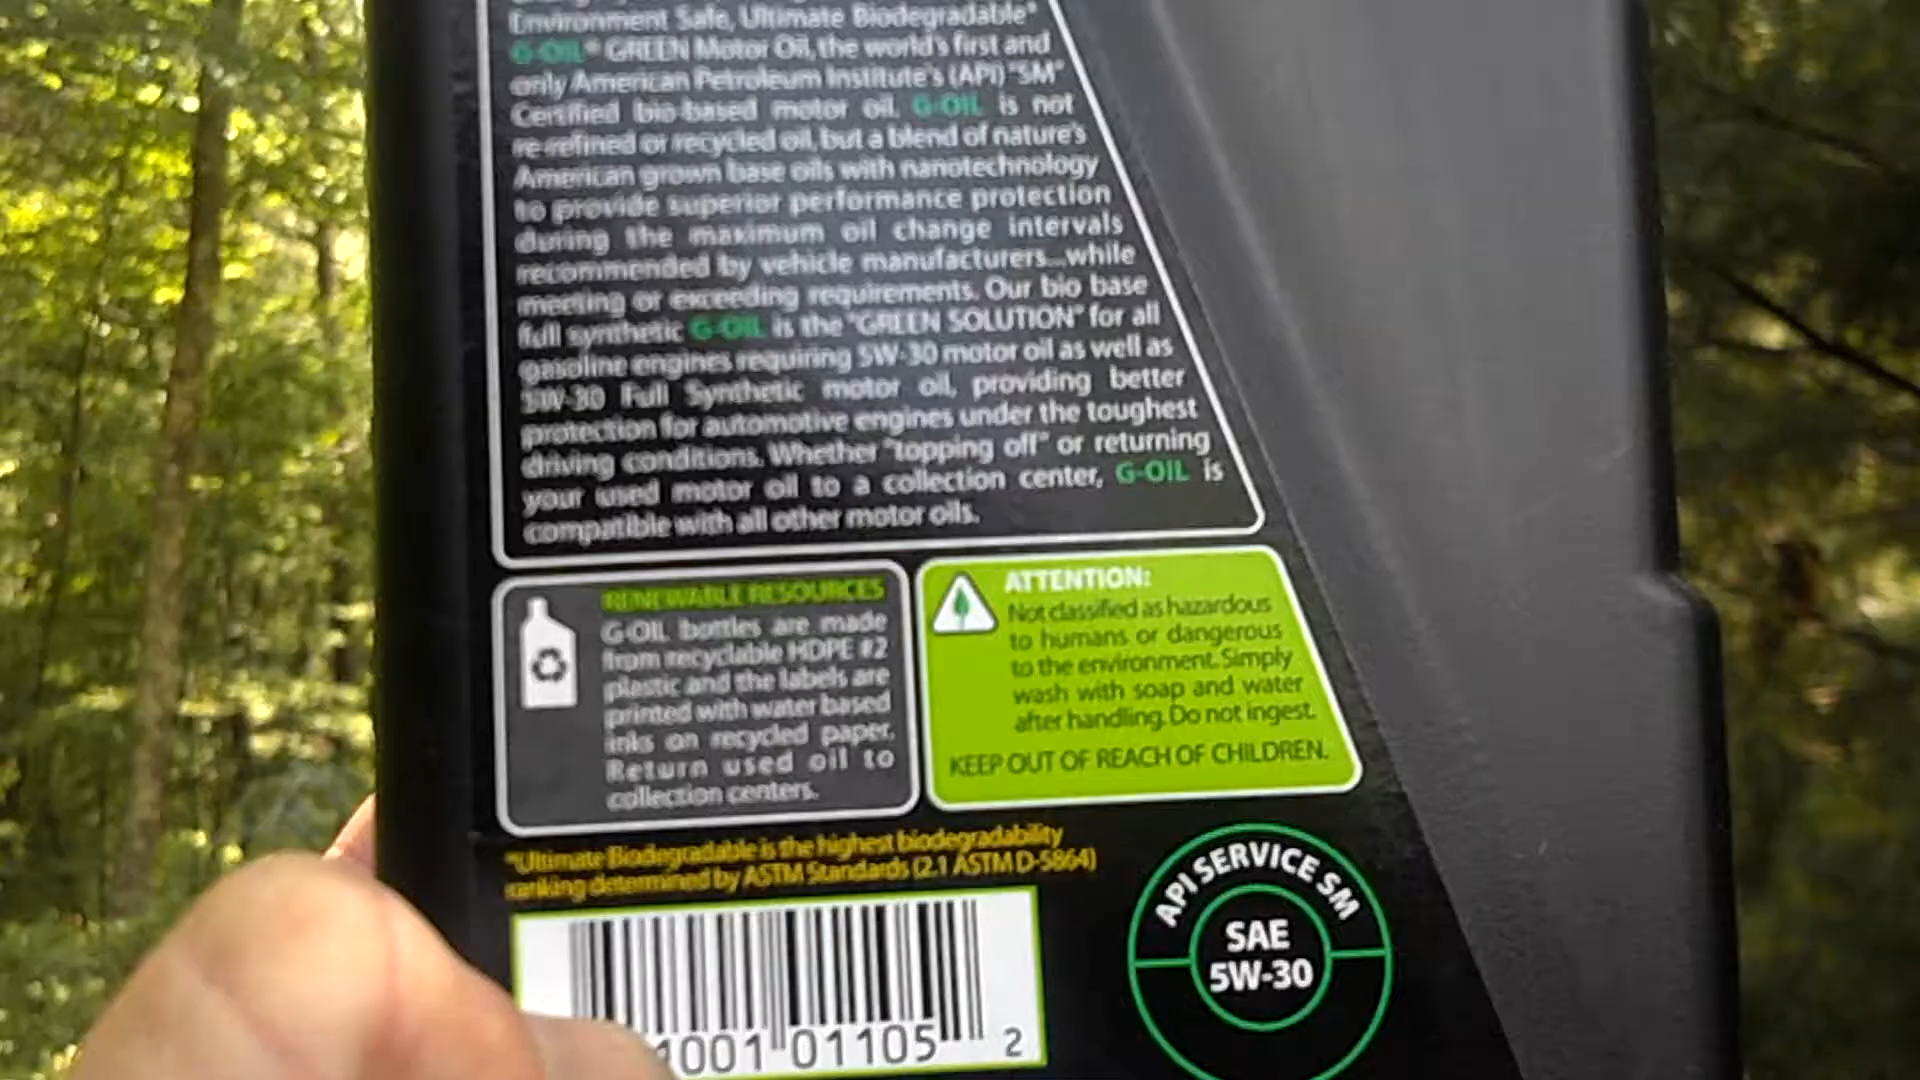 Environment Safe, Ultimate Biodegradable*
G-OIL® GREEN Motor Oil, the world's first and
only American Petroleum Institute's (API) "SM"
Certified bio-based motor oil. G-OIL is not
re-refined or recycled oil, but a blend of nature's
American grown base oils with nanotechnology
to provide superior performance protection
during the maximum oil change intervals
recommended by vehicle manufacturers...while
meeting or exceeding requirements. Our bio base
full synthetic G-OIL is the "GREEN SOLUTION" for all
gasoline engines requiring 5W-30 motor oil as well as
5W-30 Full Synthetic motor oil, providing better
protection for automotive engines under the toughest
driving conditions. Whether "topping off" or returning
your used motor oil to a collection center, G-OIL is
compatible with all other motor oils.
RENEWABLE RESOURCES
G-OIL bottles are made
from recyclable HDPE #2
plastic and the labels are
printed with water based
inks on recycled paper.
Return used oil to
collection centers.
ATTENTION:
Not classified as hazardous
to humans or dangerous
to the environment. Simply
wash with soap and water
after handling. Do not ingest.
KEEP OUT OF REACH OF CHILDREN.
*Ultimate Biodegradable is the highest biodegradability
ranking determined by ASTM Standards (2.1 ASTM D-5864)
1001 01105 2
API SERVICE SM
SAE
5W-30